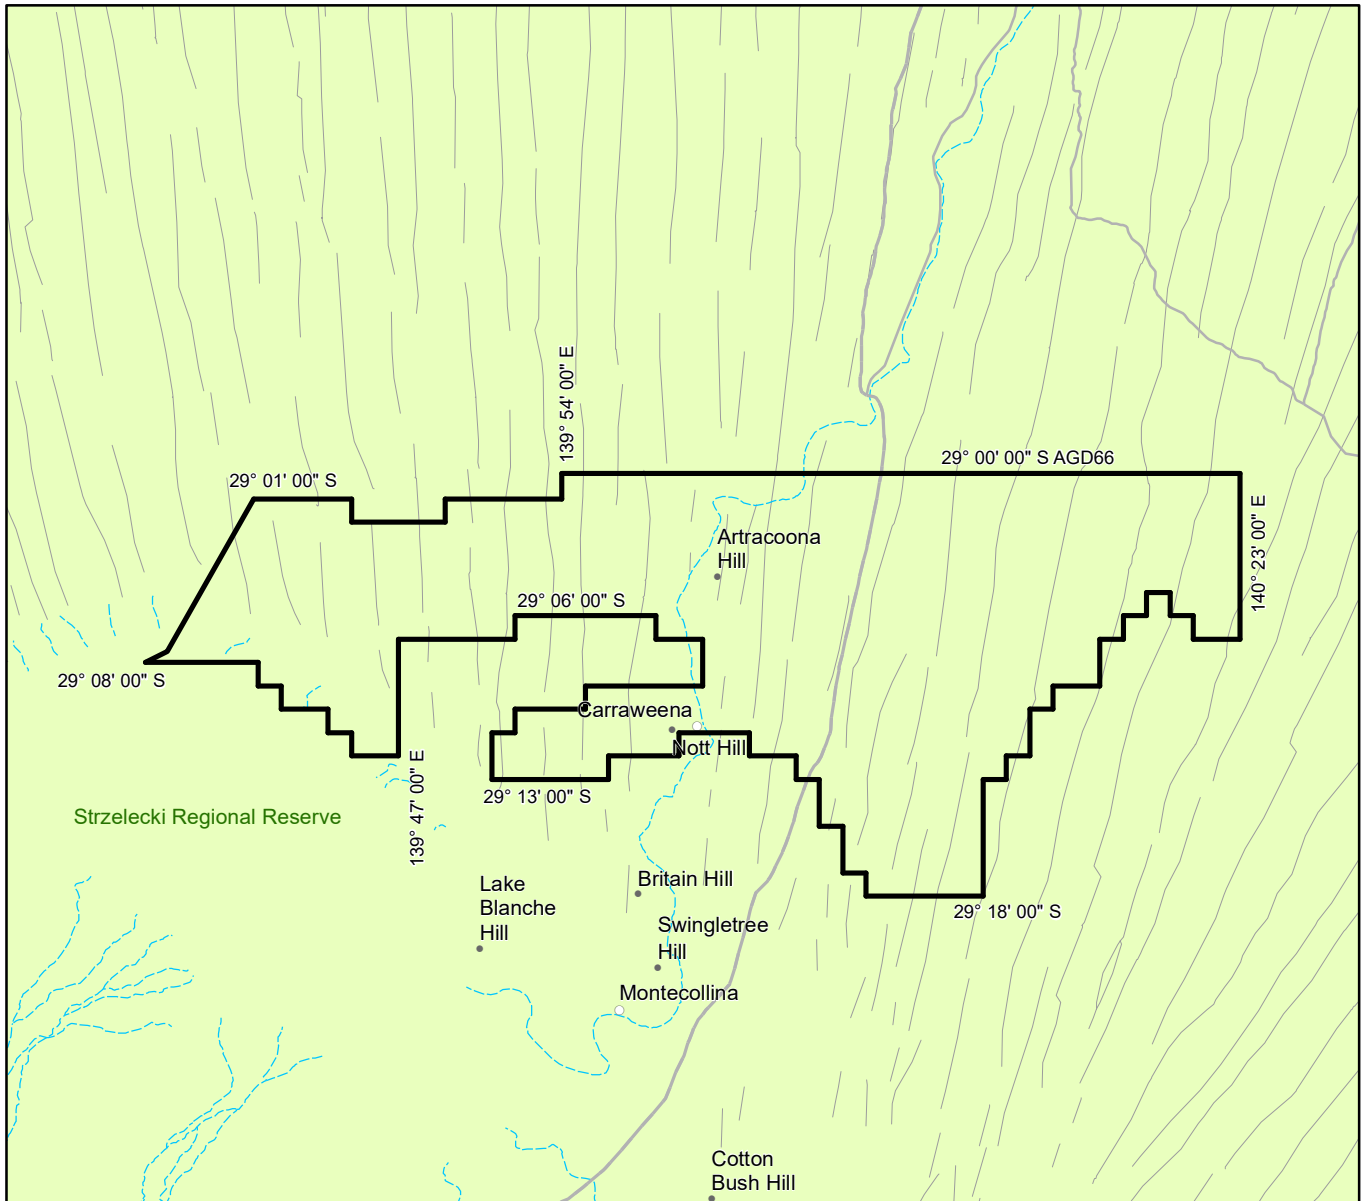 139° 54' 00" E
29° 00' 00" S AGD66
29° 01' 00" S
140° 23' 00" E
Artracoona
Hill
29° 06' 00" S
29° 08' 00" S
Carraweena
Nott Hill
139° 47' 00" E
29° 13' 00" S
Strzelecki Regional Reserve
Britain Hill
Lake
Blanche
Hill
29° 18' 00" S
Swingletree
Hill
Montecollina
Cotton
Bush Hill